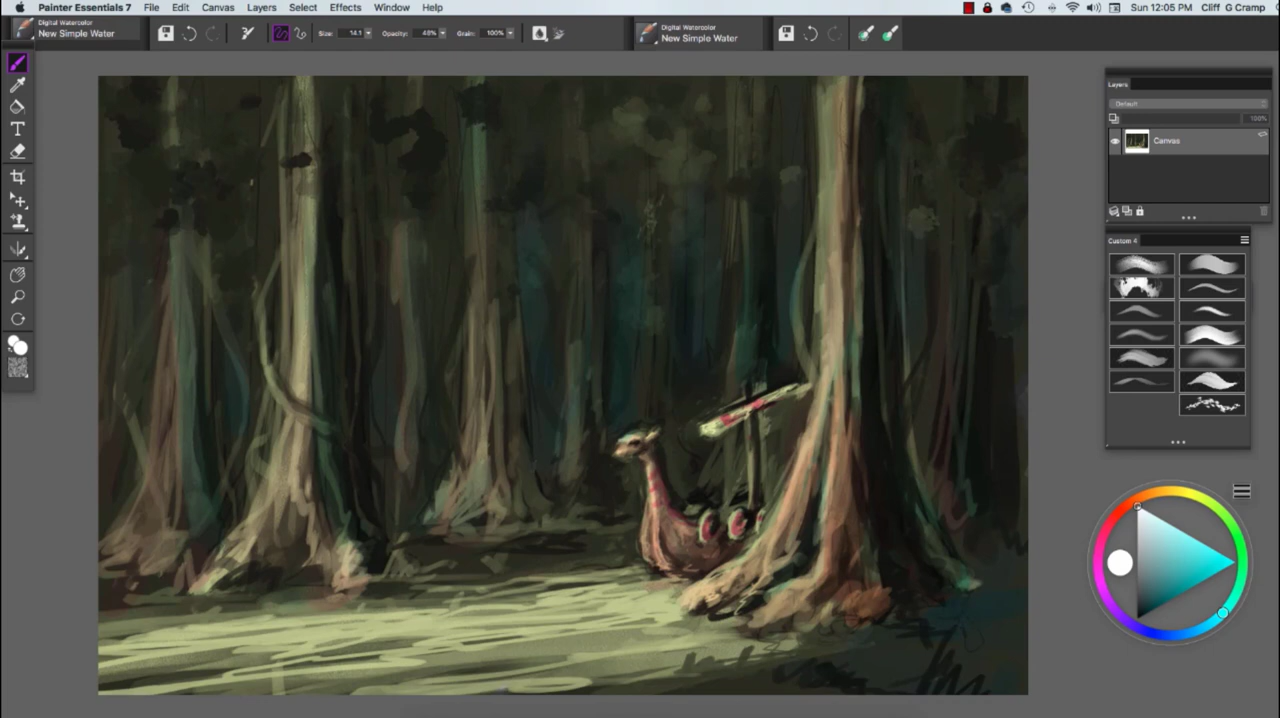 Painter Essentials 7 File Edit Canvas Layers Select Effects Window Help Sun 12:05 PM Cliff G Cramp
Digital Watercolor
New Simple Water
Size: 14.1 Opacity: 48% Grain: 100%
Digital Watercolor
New Simple Water
Layers
Default
100%
Canvas
Custom 4